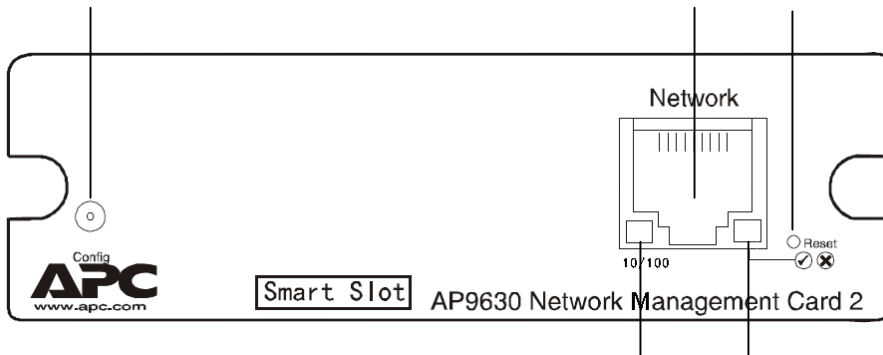 Network
Reset
10/100
Config
APC
www.apc.com
Smart Slot
AP9630 Network Management Card 2